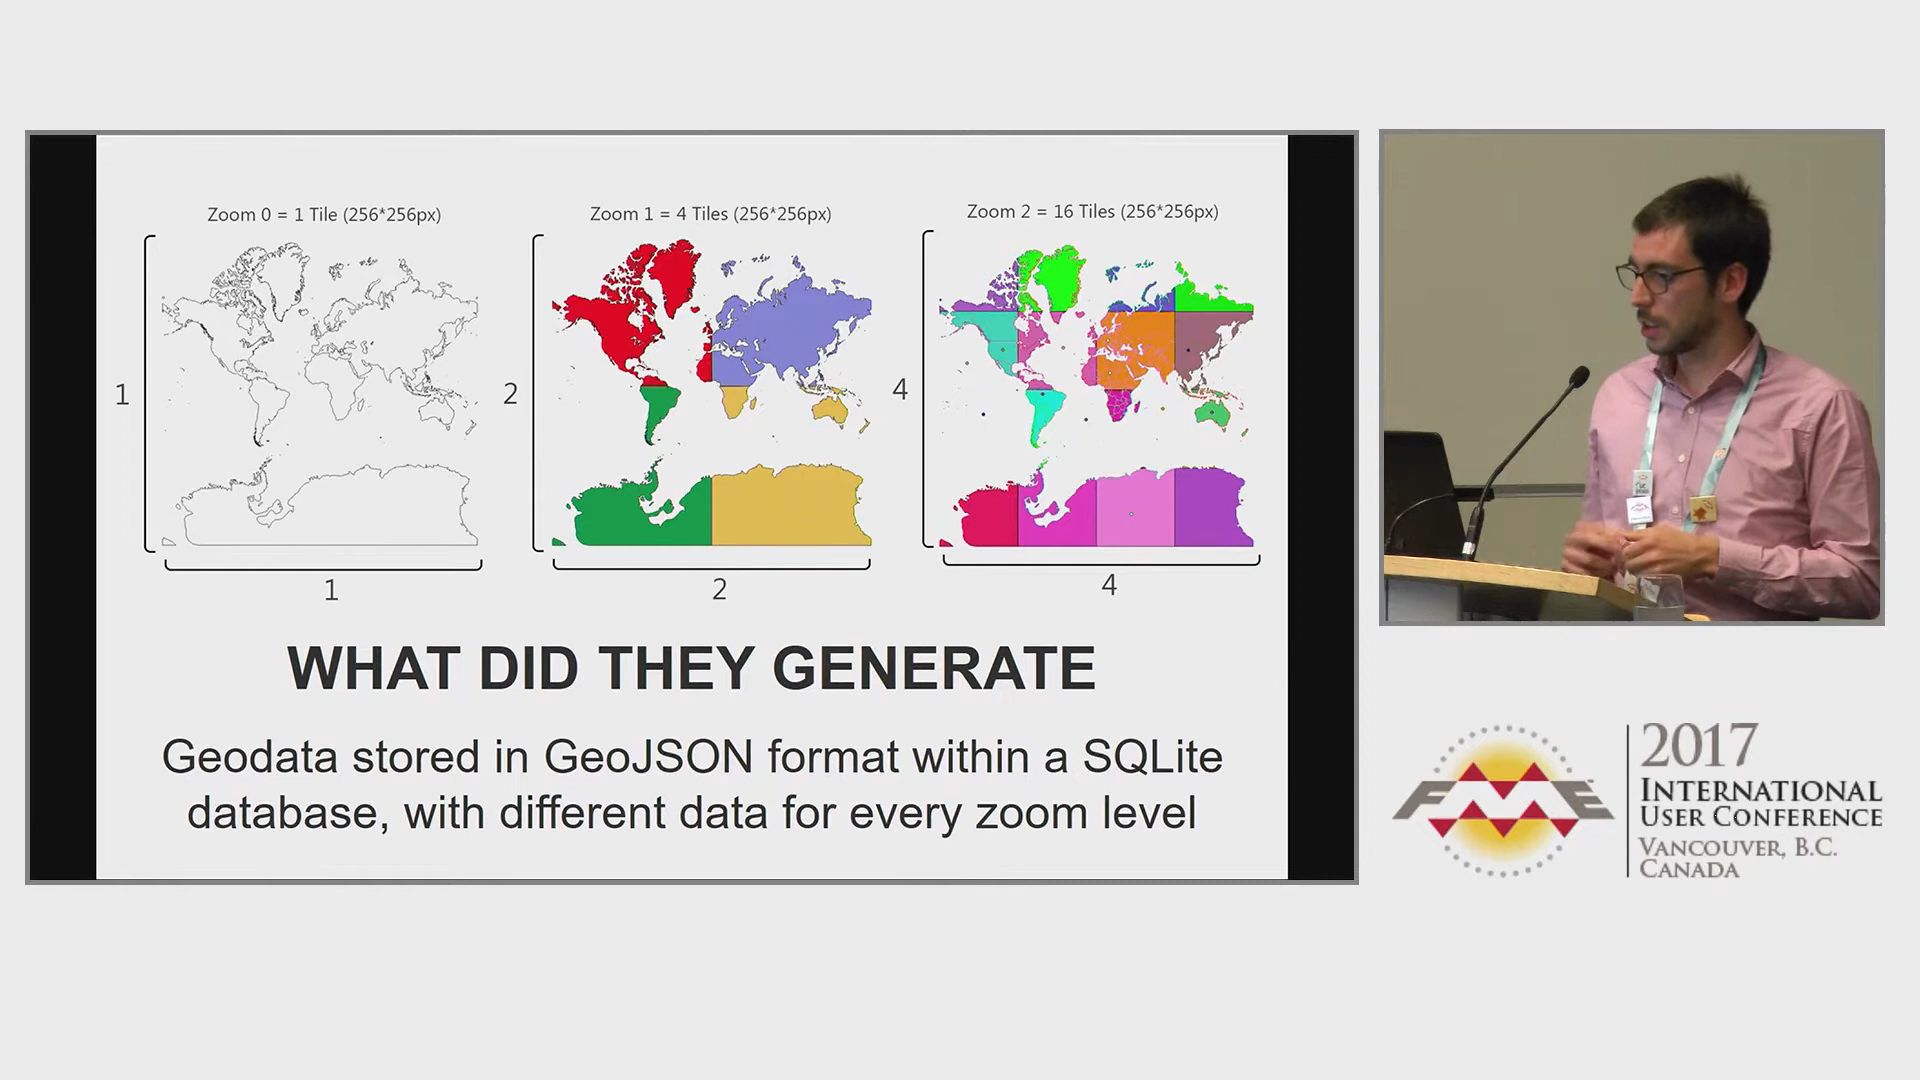 Zoom 0 = 1 Tile (256*256px)
Zoom 1 = 4 Tiles (256*256px)
Zoom 2 = 16 Tiles (256*256px)
1
2
4
1
2
4
WHAT DID THEY GENERATE
Geodata stored in GeoJSON format within a SQLite
database, with different data for every zoom level
FME
2017
INTERNATIONAL
USER CONFERENCE
VANCOUVER, B.C.
CANADA